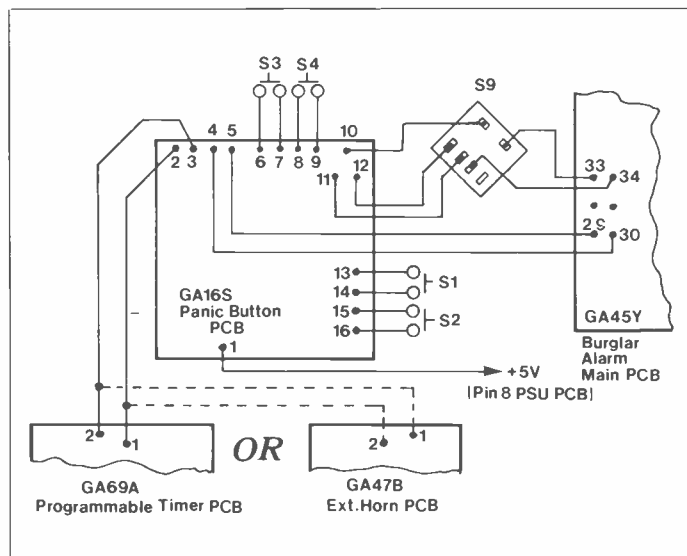 S3 S4
S9
4 5
10
2 3
6 7 8 9
11 12
33 34
2 9
30
13
14
S1
15
16
S2
GA16S
Panic Button
PCB
1
GA45Y
Burglar
Alarm
Main PCB
+5V
(Pin 8 PSU PCB)
2 1
OR
2 1
GA69A
Programmable Timer PCB
GA47B
Ext.Horn PCB